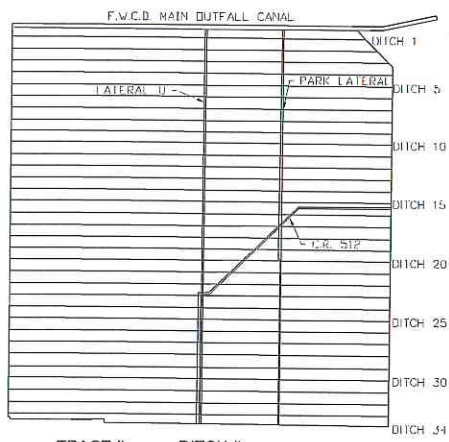 F.W.C.D. MAIN OUTFALL CANAL
DITCH 1
LATERAL U
PARK LATERAL
DITCH 5
DITCH 10
DITCH 15
C.R. 512
DITCH 20
DITCH 25
DITCH 30
DITCH 34